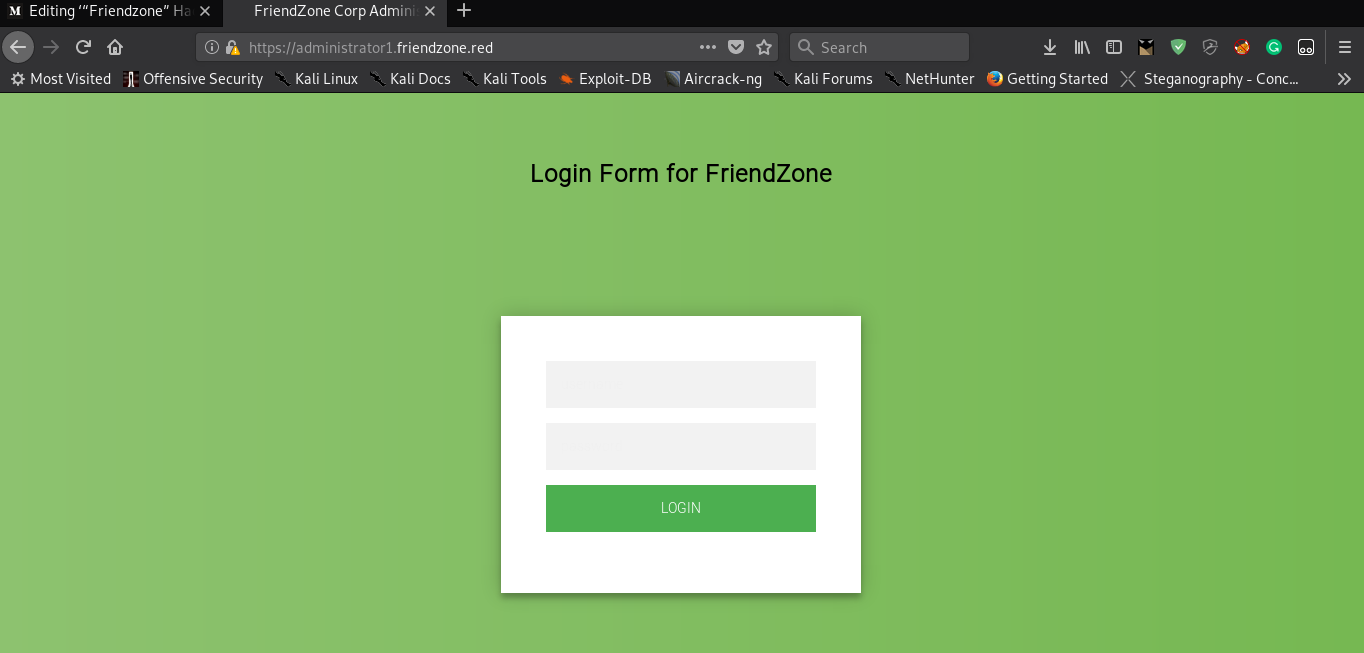 M Editing ‘“Friendzone” Ha
FriendZone Corp Adminis
https://administrator1.friendzone.red
Search
Most Visited Offensive Security Kali Linux Kali Docs Kali Tools Exploit-DB Aircrack-ng Kali Forums NetHunter Getting Started Steganography - Conc...
Login Form for FriendZone
LOGIN